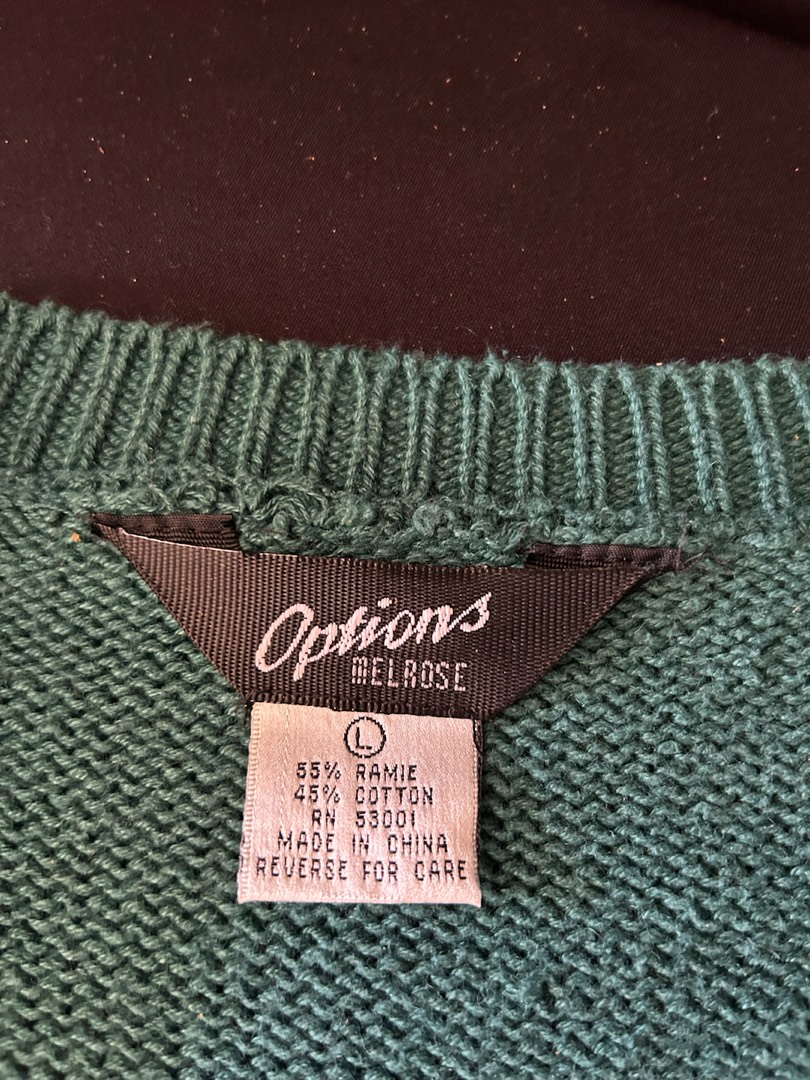 Options
MELROSE
L
55% RAMIE
45% COTTON
RN 53001
MADE IN CHINA
REVERSE FOR CARE